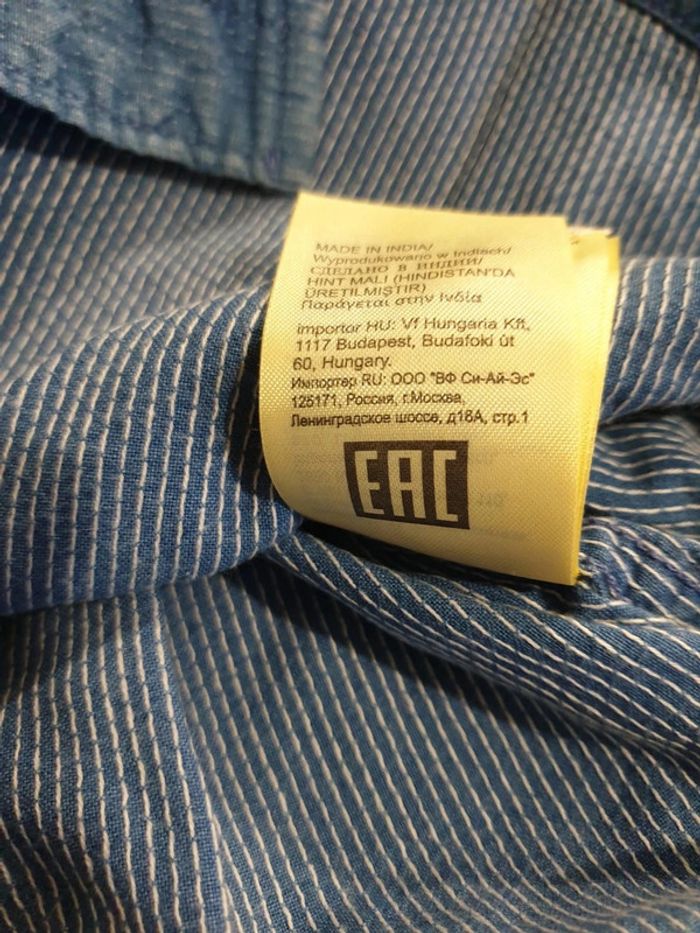 MADE IN INDIA/
Wyprodukowano w Indiach/
СДЕЛАНО В ИНДИИ/
HINT MALI (HINDISTAN'DA
ÜRETILMIŞTIR)
Παράγεται στην Ινδία
Importor HU: Vf Hungaria Kft,
1117 Budapest, Budafoki út
60, Hungary.
Импортер RU: ООО "ВФ Си-Ай-Эс"
125171, Россия, г.Москва,
Ленинградское шоссе, д16А, стр.1
EAC